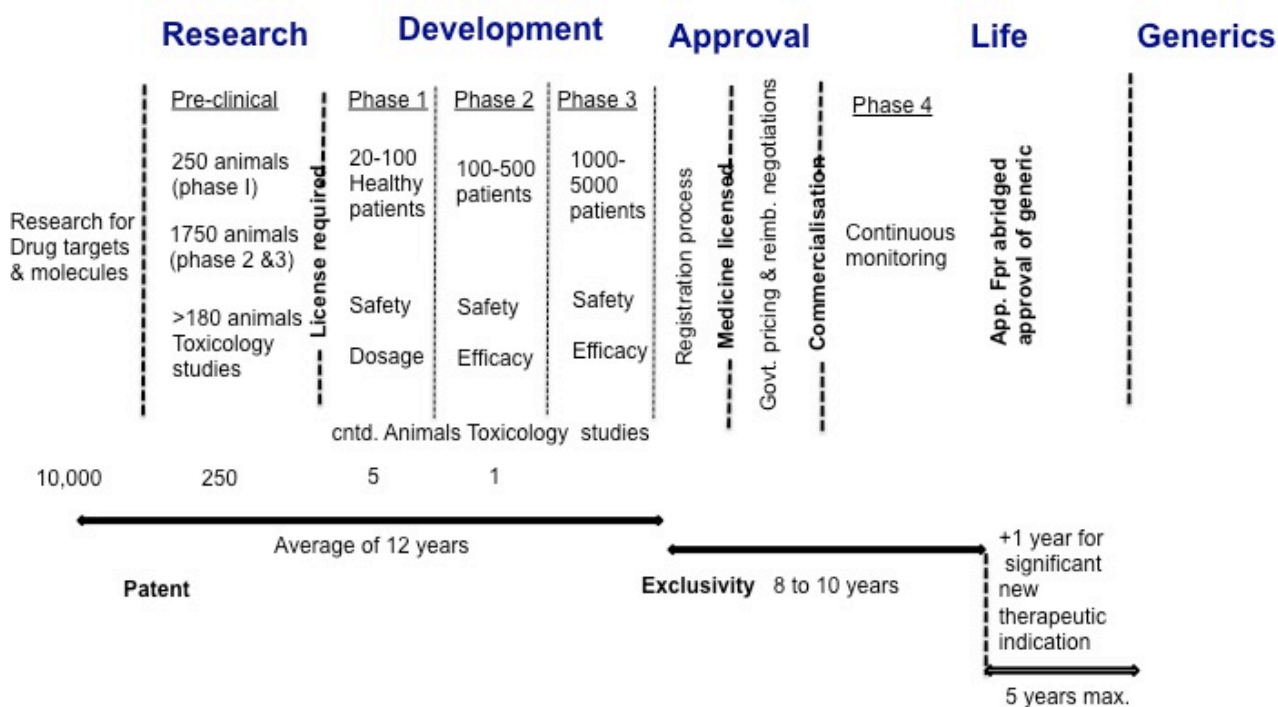 Research
Development
Approval
Life
Generics
Research for
Drug targets
& molecules
Pre-clinical
250 animals
(phase I)
1750 animals
(phase 2 &3)
>180 animals
Toxicology
studies
License required
Phase 1
20-100
Healthy
patients
Safety
Dosage
Phase 2
100-500
patients
Safety
Efficacy
Phase 3
1000-
5000
patients
Safety
Efficacy
cntd. Animals Toxicology studies
Registration process
Medicine licensed
Govt. pricing & reimb. negotiations
Commercialisation
Phase 4
Continuous
monitoring
App. Fpr abridged
approval of generic
10,000
250
5
1
Average of 12 years
Patent
Exclusivity 8 to 10 years
+1 year for
significant
new
therapeutic
indication
5 years max.